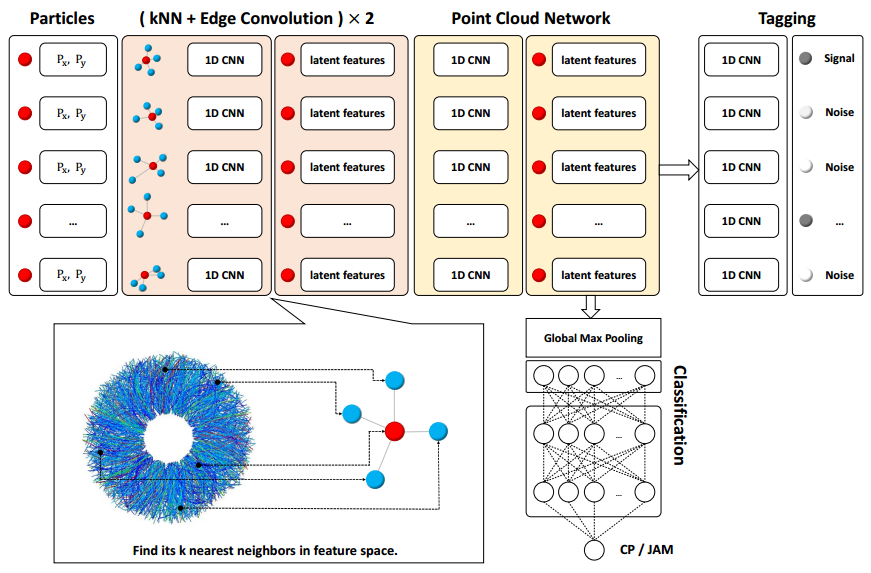 Particles
( kNN + Edge Convolution ) × 2
Point Cloud Network
Tagging
Px, Py
1D CNN
latent features
1D CNN
latent features
1D CNN
Signal
Px, Py
1D CNN
latent features
1D CNN
latent features
1D CNN
Noise
Px, Py
1D CNN
latent features
1D CNN
latent features
1D CNN
Noise
...
...
...
...
...
1D CNN
...
Px, Py
1D CNN
latent features
1D CNN
latent features
1D CNN
Noise
Global Max Pooling
...
...
...
Classification
CP / JAM
Find its k nearest neighbors in feature space.